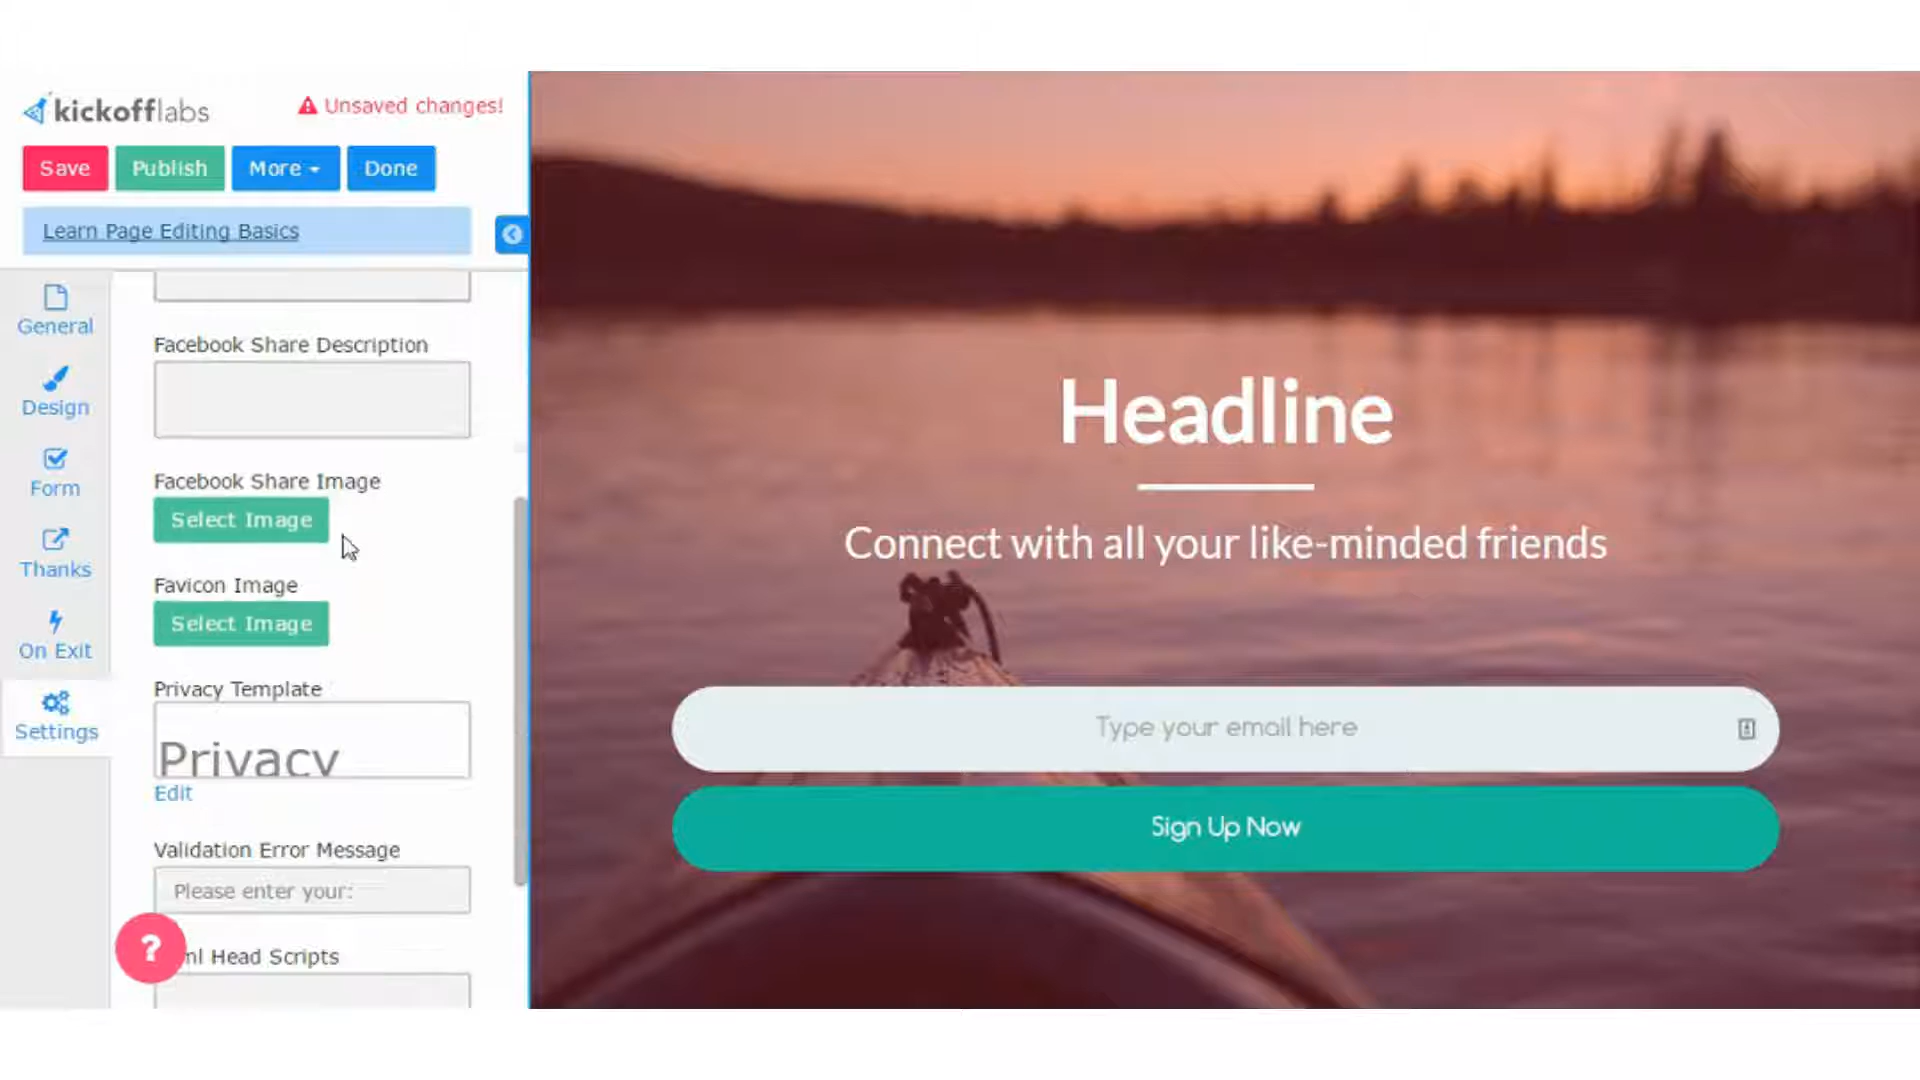 kickofflabs
Unsaved changes!
Save
Publish
More
Done
Learn Page Editing Basics
General
Design
Form
Thanks
On Exit
Settings
Facebook Share Description
Facebook Share Image
Select Image
Favicon Image
Select Image
Privacy Template
Privacy
Edit
Validation Error Message
Please enter your:
?
ml Head Scripts
Headline
Connect with all your like-minded friends
Type your email here
Sign Up Now